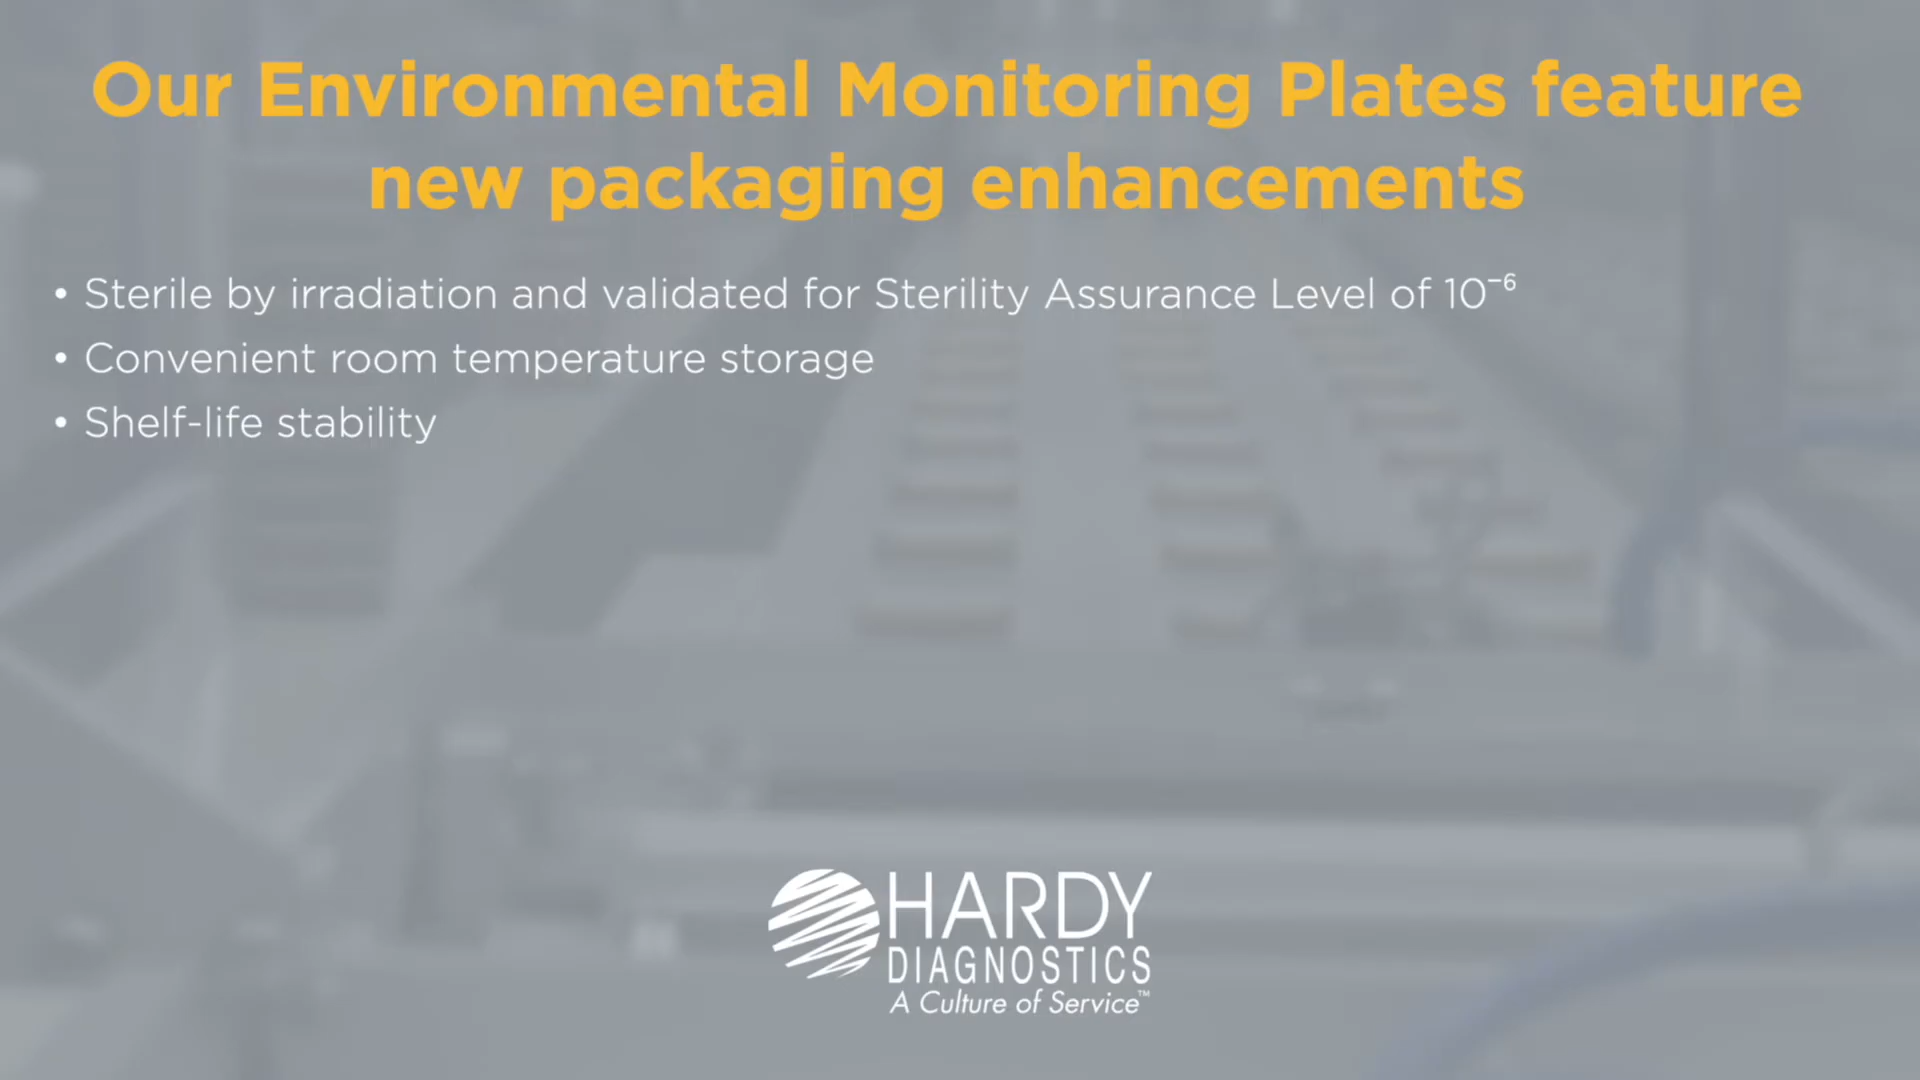 Our Environmental Monitoring Plates feature
new packaging enhancements
• Sterile by irradiation and validated for Sterility Assurance Level of 10⁻⁶
• Convenient room temperature storage
• Shelf-life stability
HARDY
DIAGNOSTICS
A Culture of Service™